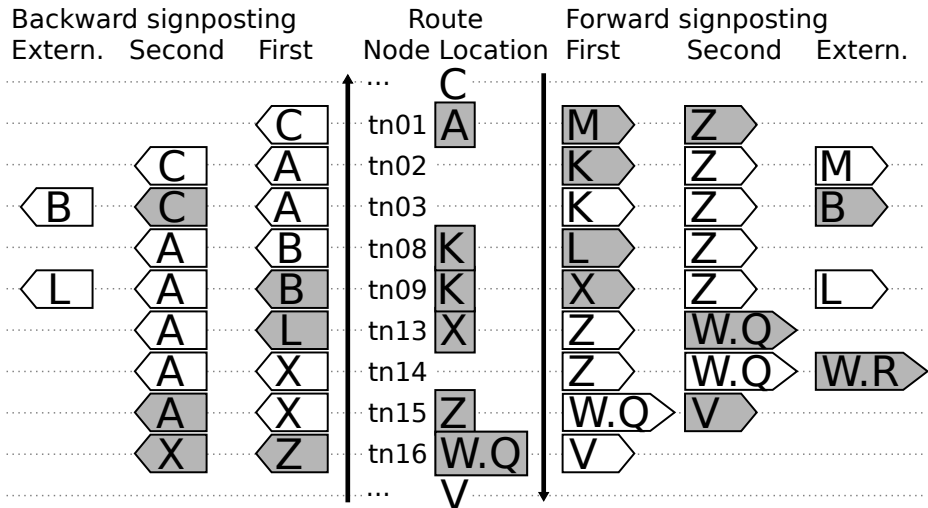 Backward signposting Route Forward signposting
Extern. Second First Node Location First Second Extern.
... C
C tn01 A M Z
C A tn02 K Z M
B C A tn03 K Z B
A B tn08 K L Z
L A B tn09 K X Z L
A L tn13 X Z W.Q
A X tn14 Z W.Q W.R
A X tn15 Z W.Q V
X Z tn16 W.Q V
... V